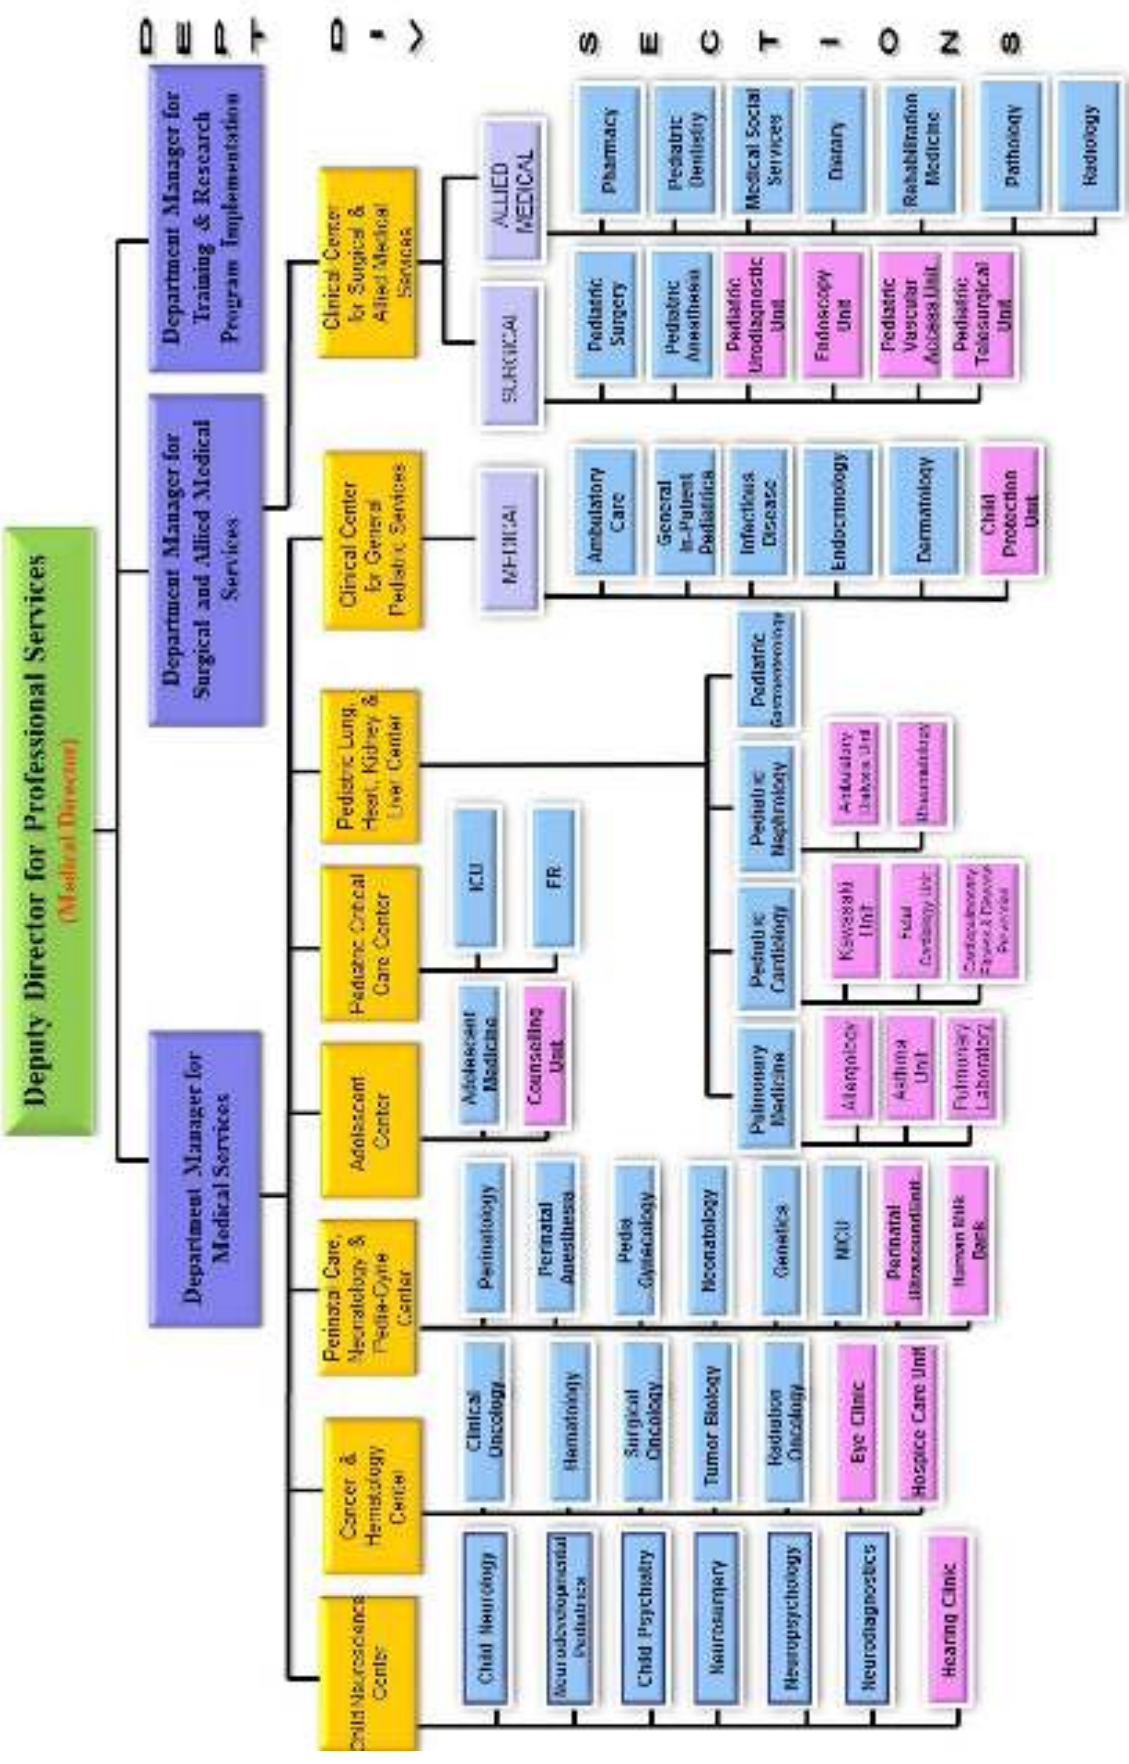 Deputy Director for Professional Services
(Medical Director)
D E P T
Department Manager for
Medical Services
Department Manager for
Surgical and Allied Medical
Services
Department Manager for
Training & Research
Program Implementation
D I V
Child Neuroscience
Center
Cancer &
Hematology
Center
Perinatal Care,
Neonatology &
Pedia-Gyne
Center
Adolescent
Center
Pediatric Critical
Care Center
Pediatric Lung,
Heart, Kidney &
Liver Center
Clinical Center
for General
Pediatric Services
Clinical Center
for Surgical &
Allied Medical
Services
MEDICAL
SURGICAL
ALLIED
MEDICAL
S E C T I O N S
Child Neurology
Neurodevelopmental
Pediatrics
Child Psychiatry
Neurosurgery
Neuropsychology
Neurodiagnostics
Hearing Clinic
Clinical
Oncology
Hematology
Surgical
Oncology
Tumor Biology
Radiation
Oncology
Eye Clinic
Hospice Care Unit
Perinatology
Perinatal
Anesthesia
Pedia
Gynecology
Neonatology
Genetics
NICU
Perinatal
Ultrasound Unit
Human Milk
Bank
Adolescent
Medicine
Counselling
Unit
ICU
ER
Pulmonary
Medicine
Allergology
Asthma
Unit
Pulmonary
Laboratory
Pediatric
Cardiology
Kawasaki
Unit
Fetal
Cardiology Unit
Cardiopulmonary
Fitness & Disease
Prevention
Pediatric
Nephrology
Ambulatory
Dialysis Unit
Rheumatology
Pediatric
Gastroenterology
Ambulatory
Care
General
In-Patient
Pediatrics
Infectious
Disease
Endocrinology
Dermatology
Child
Protection
Unit
Pediatric
Surgery
Pediatric
Anesthesia
Pediatric
Urodiagnostic
Unit
Endoscopy
Unit
Pediatric
Vascular
Access Unit
Pediatric
Telesurgical
Unit
Pharmacy
Pediatric
Dentistry
Medical Social
Services
Dietary
Rehabilitation
Medicine
Pathology
Radiology